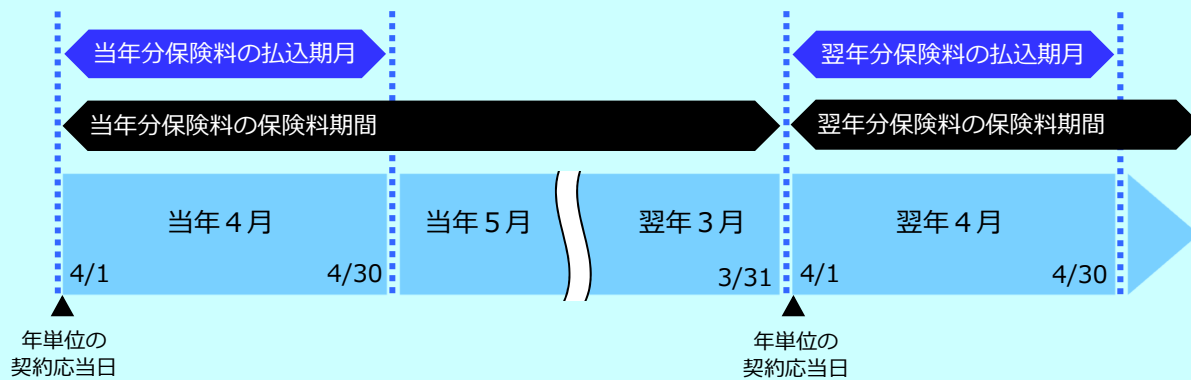 当年分保険料の払込期月
翌年分保険料の払込期月
当年分保険料の保険料期間
翌年分保険料の保険料期間
当年４月
当年５月
翌年３月
翌年４月
4/1
4/30
3/31
4/1
4/30
年単位の
契約応当日
年単位の
契約応当日